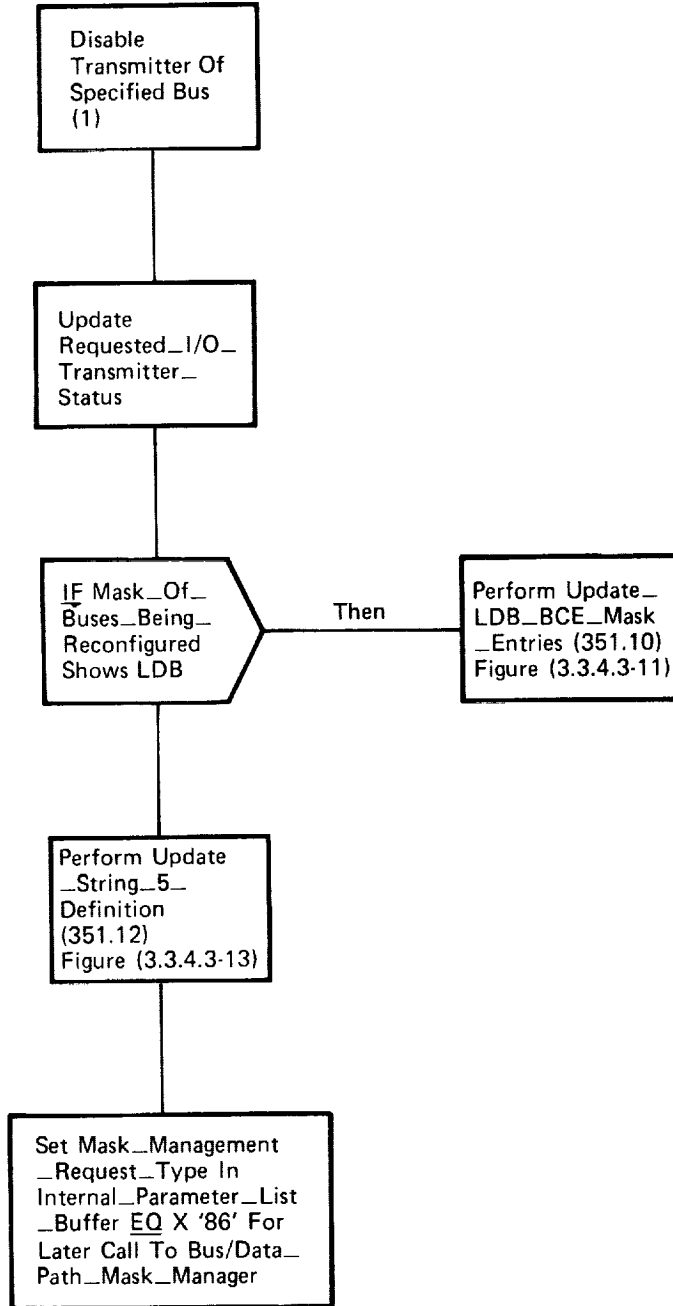 Disable
Transmitter Of
Specified Bus
(1)
Update
Requested_I/O_
Transmitter_
Status
IF Mask_Of_
Buses_Being_
Reconfigured
Shows LDB
Then
Perform Update_
LDB_BCE_Mask
_Entries (351.10)
Figure (3.3.4.3-11)
Perform Update
_String_5_
Definition
(351.12)
Figure (3.3.4.3-13)
Set Mask_Management
_Request_Type In
Internal_Parameter_List
_Buffer EQ X '86' For
Later Call To Bus/Data_
Path_Mask_Manager